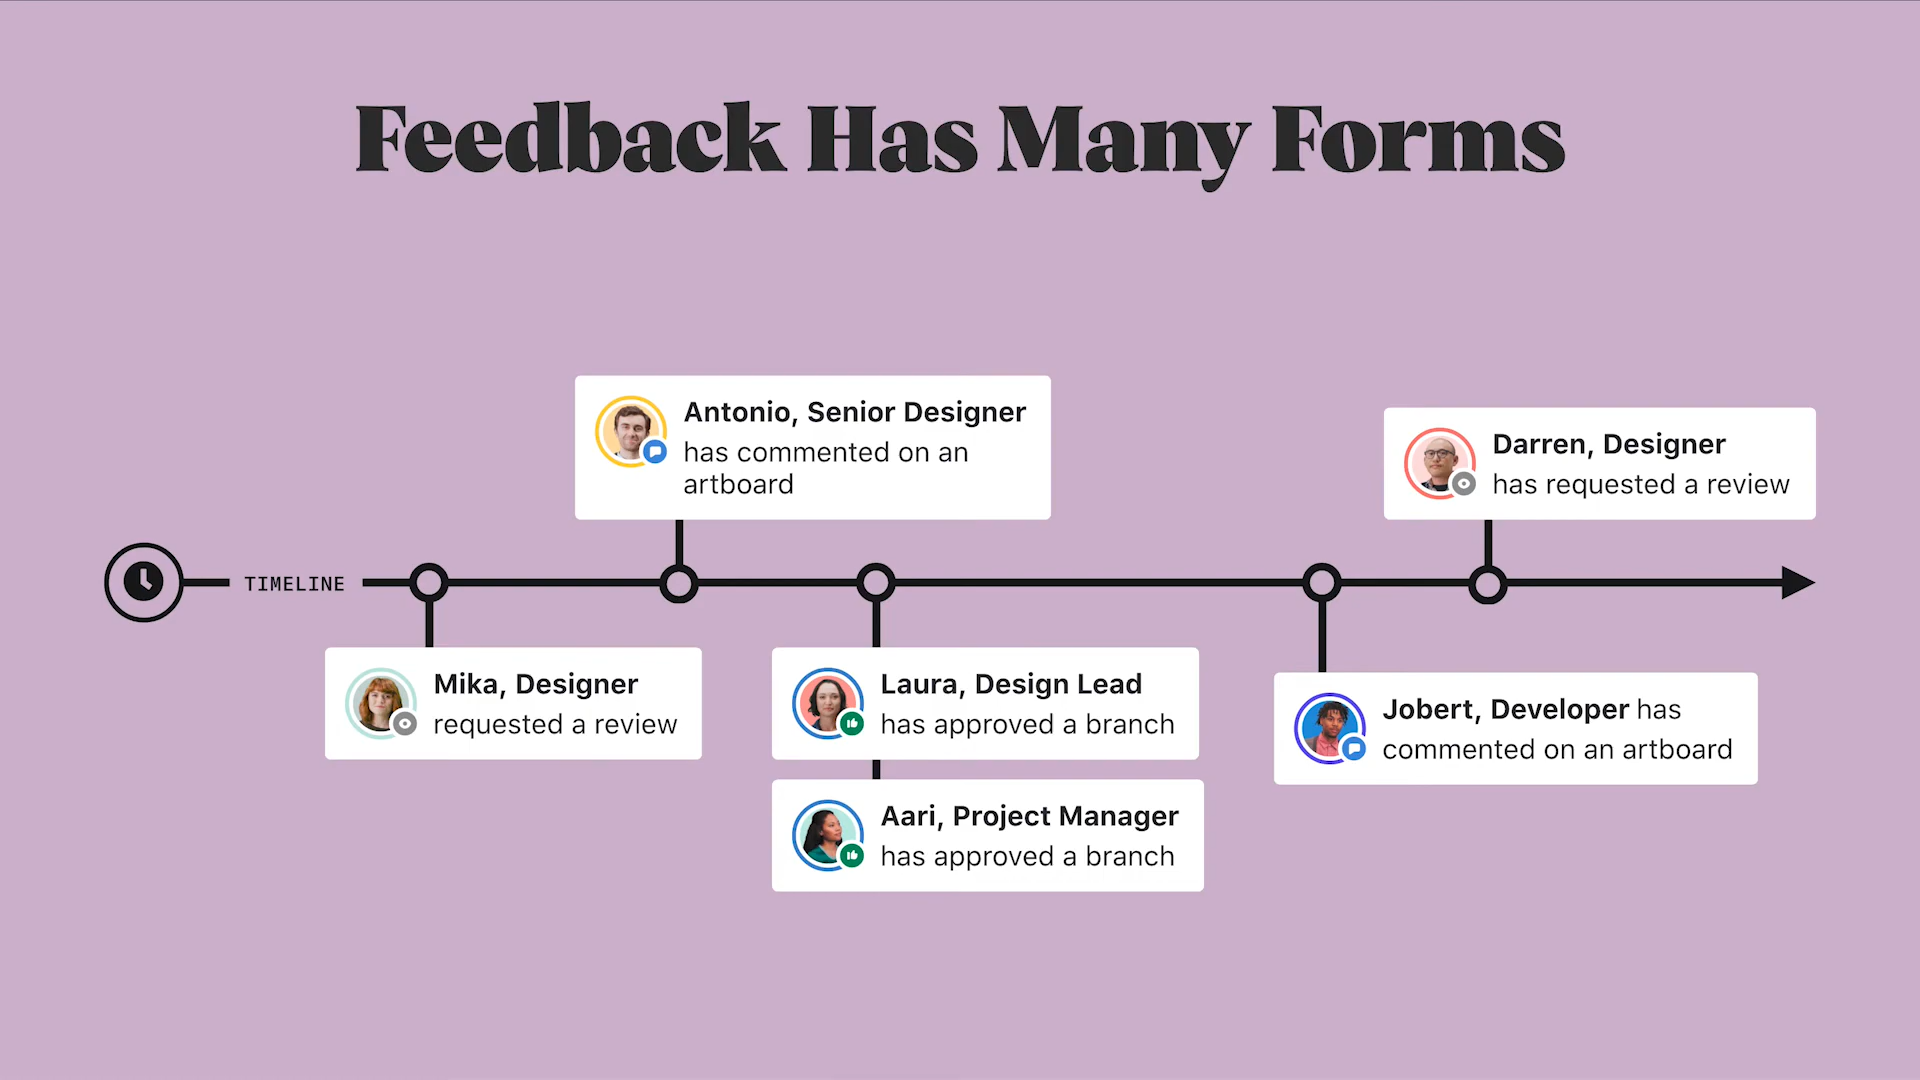 Feedback Has Many Forms
Antonio, Senior Designer
has commented on an
artboard
Darren, Designer
has requested a review
TIMELINE
Mika, Designer
requested a review
Laura, Design Lead
has approved a branch
Jobert, Developer has
commented on an artboard
Aari, Project Manager
has approved a branch